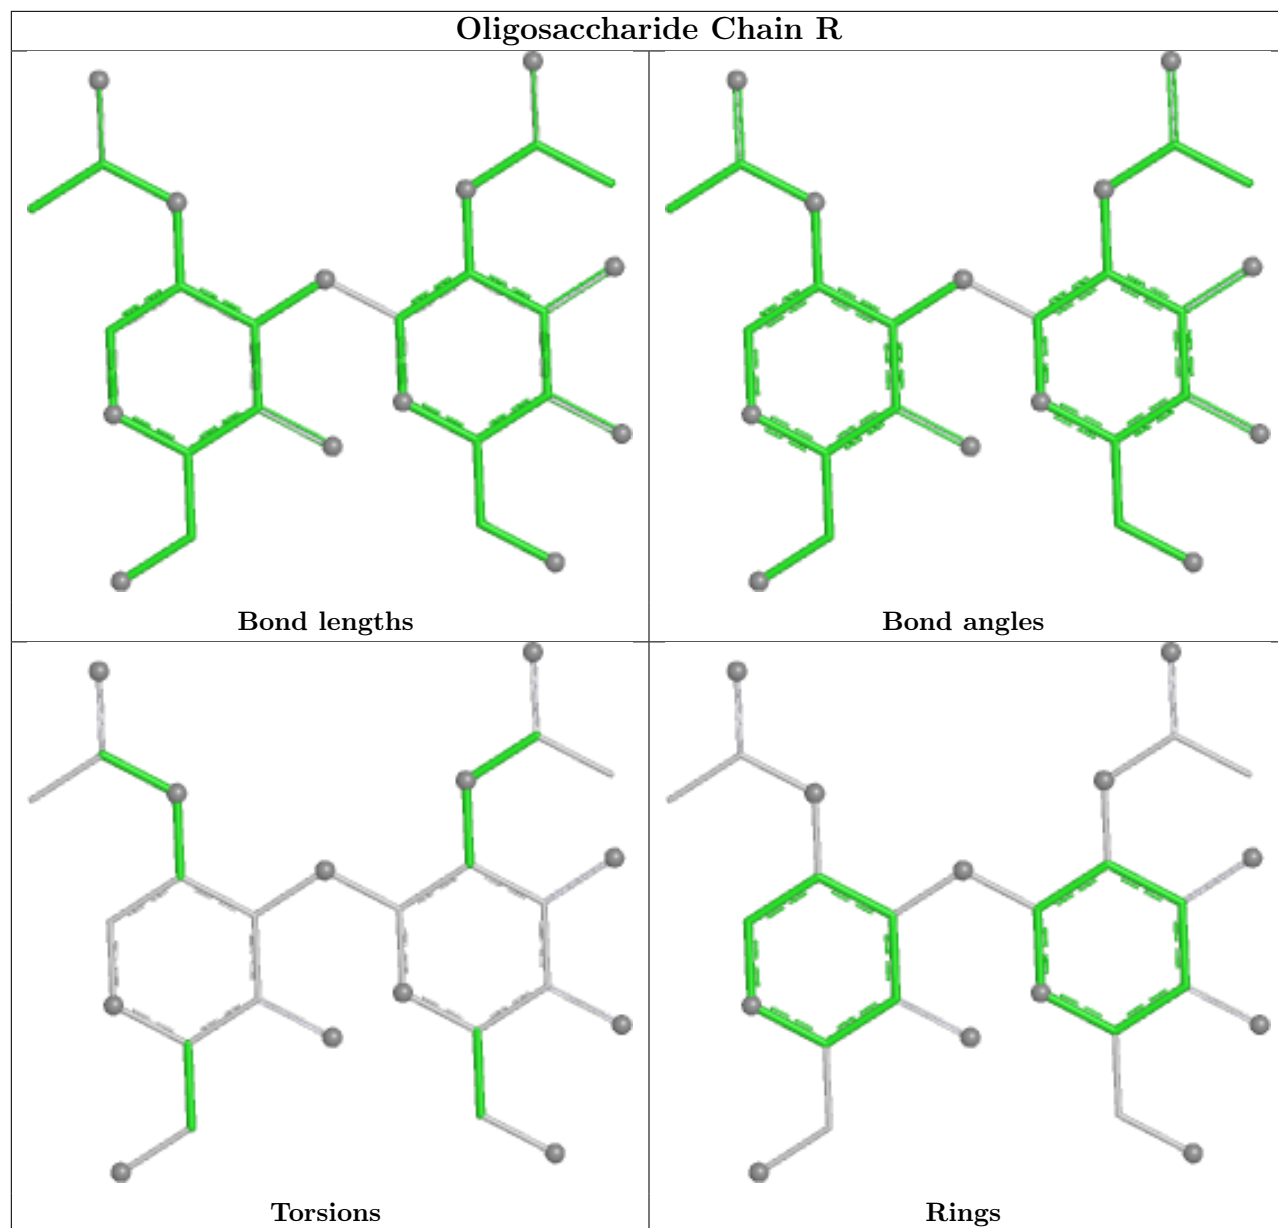 Oligosaccharide Chain R
Bond lengths
Bond angles
Torsions
Rings